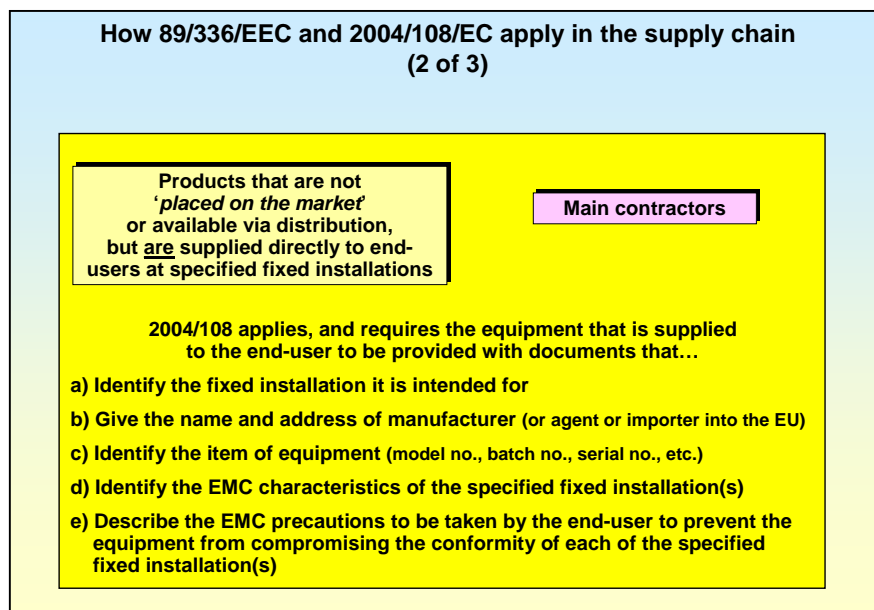 How 89/336/EEC and 2004/108/EC apply in the supply chain
(2 of 3)
Products that are not
‘placed on the market’
or available via distribution,
but are supplied directly to end-
users at specified fixed installations
Main contractors
2004/108 applies, and requires the equipment that is supplied
to the end-user to be provided with documents that…
a) Identify the fixed installation it is intended for
b) Give the name and address of manufacturer (or agent or importer into the EU)
c) Identify the item of equipment (model no., batch no., serial no., etc.)
d) Identify the EMC characteristics of the specified fixed installation(s)
e) Describe the EMC precautions to be taken by the end-user to prevent the
equipment from compromising the conformity of each of the specified
fixed installation(s)